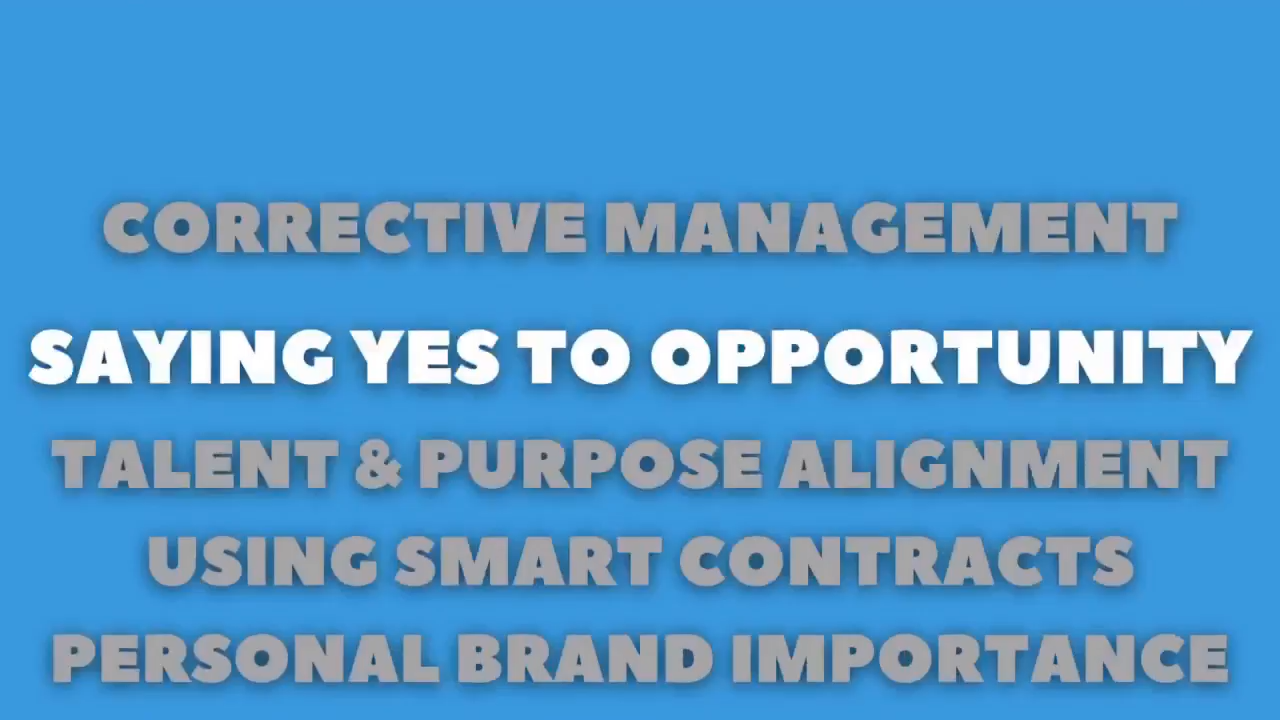 CORRECTIVE MANAGEMENT
SAYING YES TO OPPORTUNITY
TALENT & PURPOSE ALIGNMENT
USING SMART CONTRACTS
PERSONAL BRAND IMPORTANCE